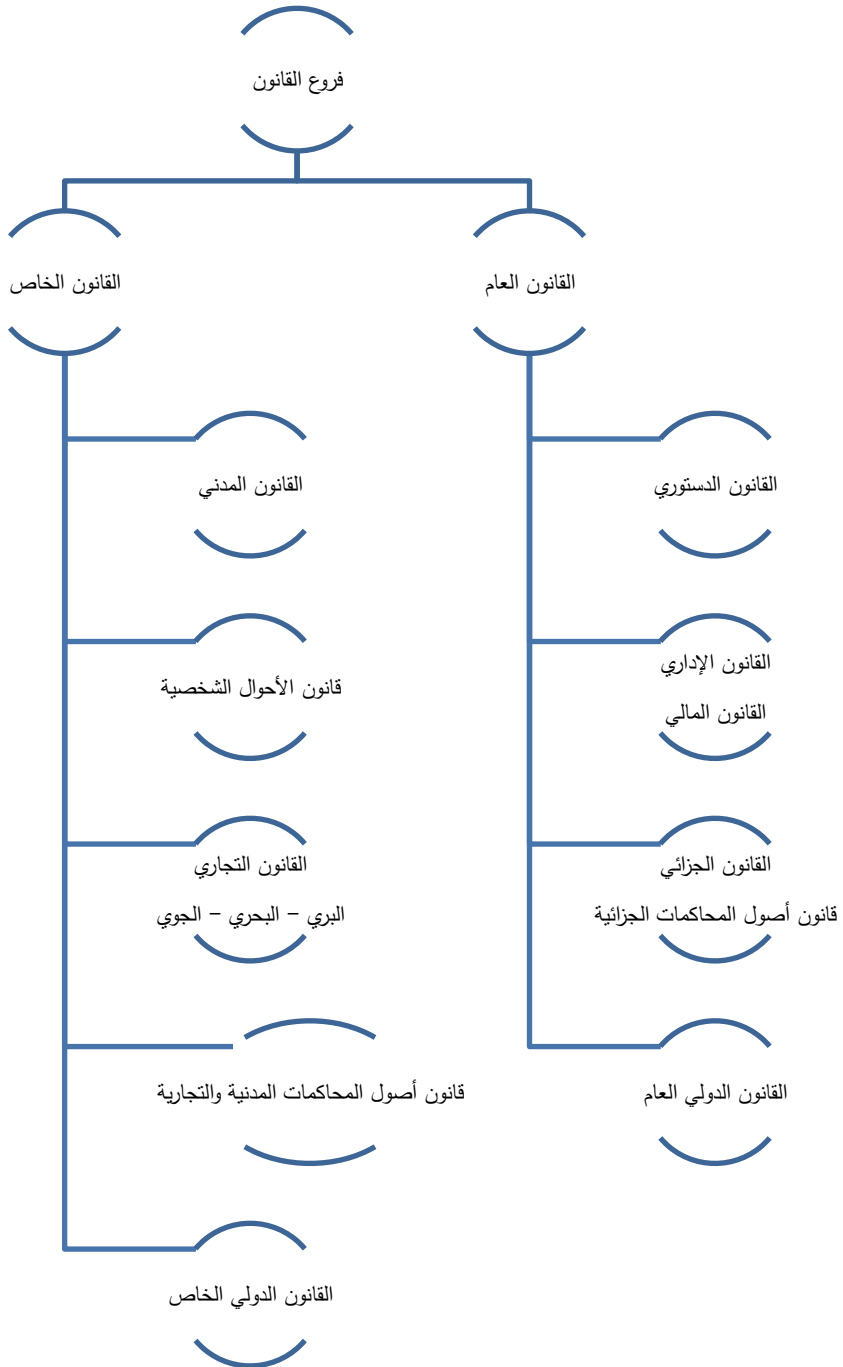 فروع القانون
القانون العام
القانون الخاص
القانون الدستوري
القانون المدني
القانون الإداري
القانون المالي
قانون الأحوال الشخصية
القانون الجزائي
قانون أصول المحاكمات الجزائية
القانون التجاري
البري – البحري – الجوي
القانون الدولي العام
قانون أصول المحاكمات المدنية والتجارية
القانون الدولي الخاص